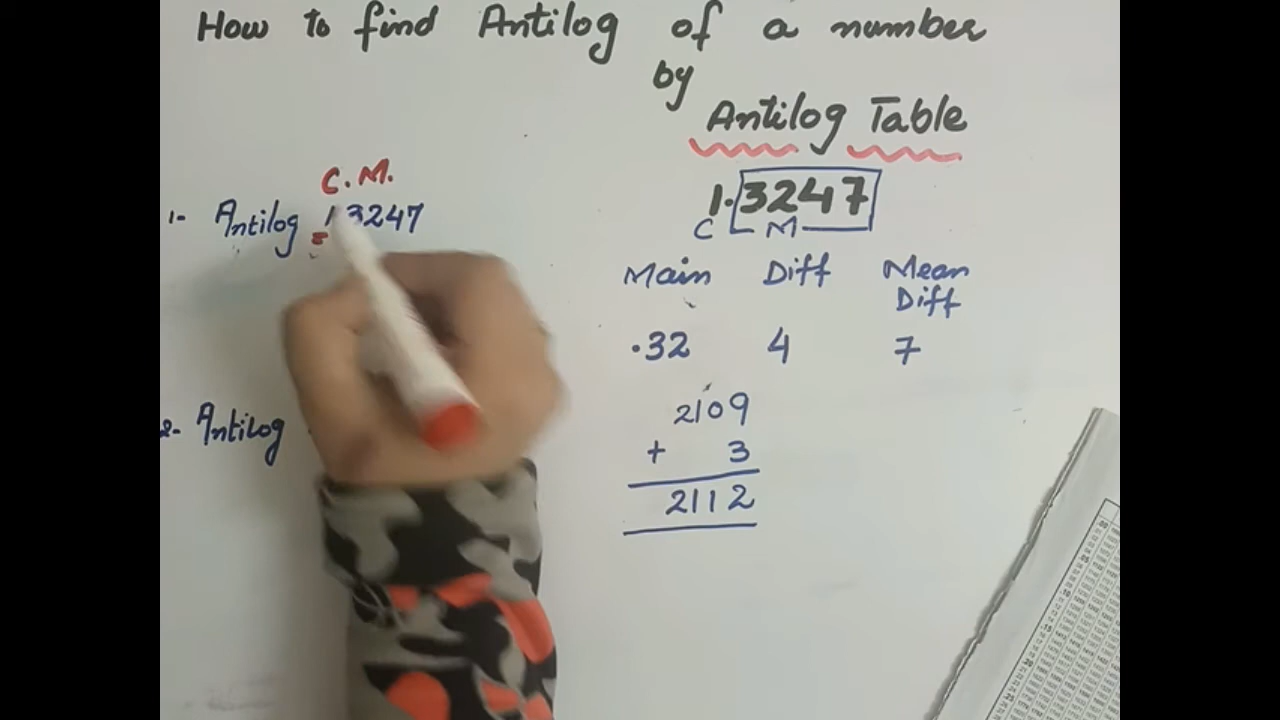 How to find Antilog of a number
by
Antilog Table
C. M.
1- Antilog 1.3247
1.3247
C M
Main Diff Mean Diff
.32 4 7
2109
+ 3
2112
2- Antilog